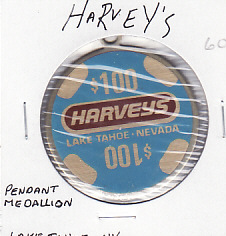 HARVEY'S
60
$100
HARVEYS
LAKE TAHOE · NEVADA
$100
PENDANT
MEDALLION